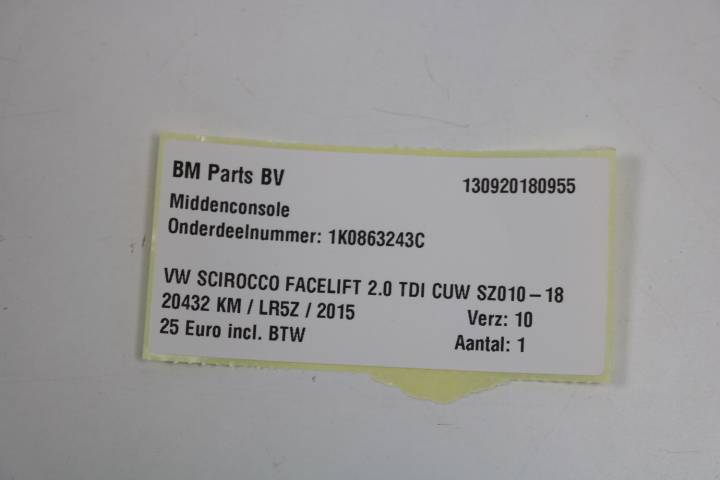 BM Parts BV 130920180955
Middenconsole
Onderdeelnummer: 1K0863243C
VW SCIROCCO FACELIFT 2.0 TDI CUW SZ010-18
20432 KM / LR5Z / 2015 Verz: 10
25 Euro incl. BTW Aantal: 1